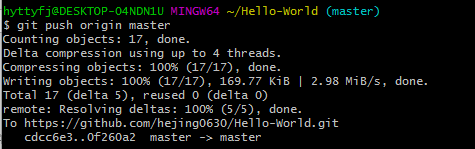 hyttyfj@DESKTOP-O4NDN1U MINGW64 ~/Hello-World (master)
$ git push origin master
Counting objects: 17, done.
Delta compression using up to 4 threads.
Compressing objects: 100% (17/17), done.
Writing objects: 100% (17/17), 169.77 KiB | 2.98 MiB/s, done.
Total 17 (delta 5), reused 0 (delta 0)
remote: Resolving deltas: 100% (5/5), done.
To https://github.com/hejing0630/Hello-World.git
cdcc6e3..0f260a2 master -> master